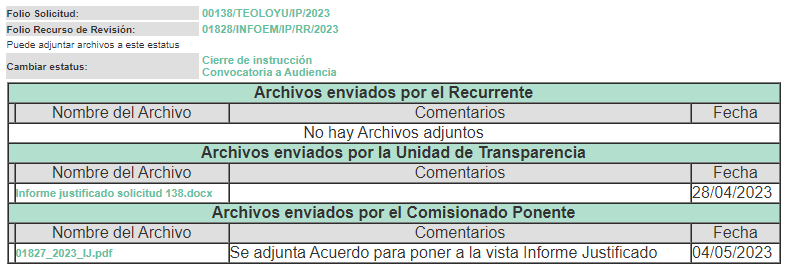 Folio Solicitud: 00138/TEOLOYU/IP/2023
Folio Recurso de Revisión: 01828/INFOEM/IP/RR/2023
Puede adjuntar archivos a este estatus
Cambiar estatus: Cierre de instrucción
Convocatoria a Audiencia
Archivos enviados por el Recurrente
Nombre del Archivo Comentarios Fecha
No hay Archivos adjuntos
Archivos enviados por la Unidad de Transparencia
Nombre del Archivo Comentarios Fecha
Informe justificado solicitud 138.docx 28/04/2023
Archivos enviados por el Comisionado Ponente
Nombre del Archivo Comentarios Fecha
01827_2023_IJ.pdf Se adjunta Acuerdo para poner a la vista Informe Justificado 04/05/2023